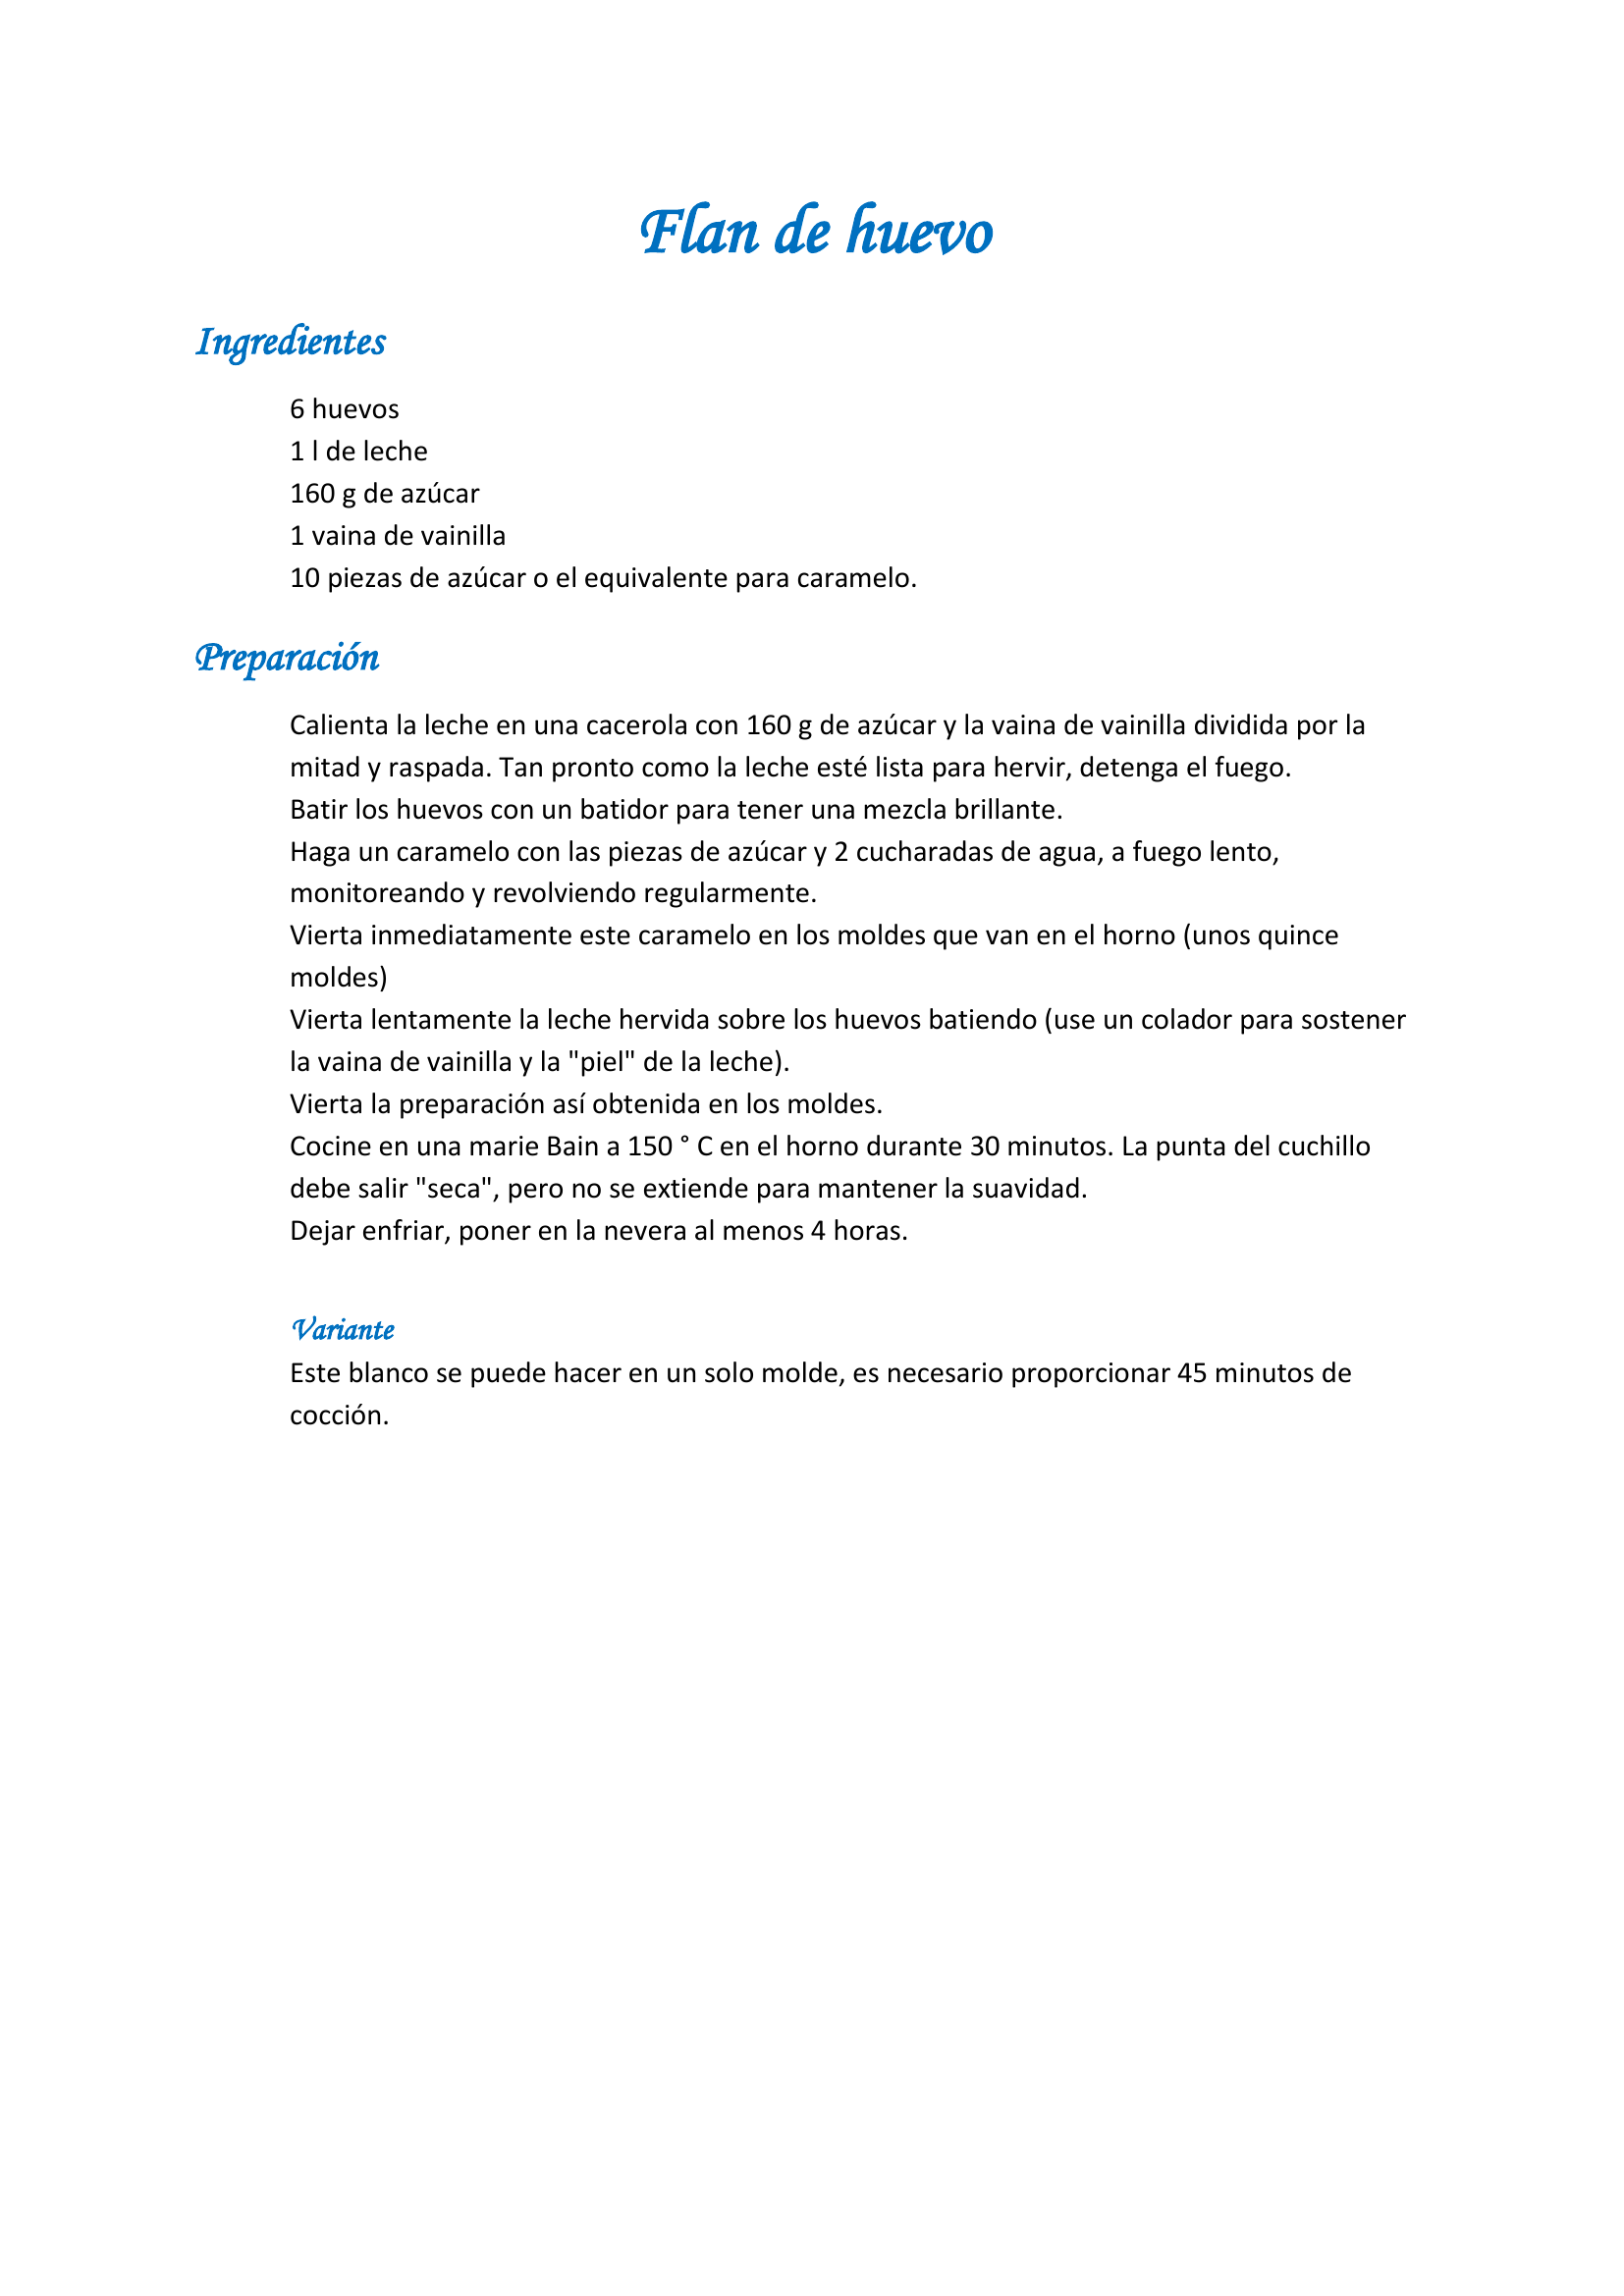 Flan de huevo
Ingredientes
6 huevos
1 l de leche
160 g de azúcar
1 vaina de vainilla
10 piezas de azúcar o el equivalente para caramelo.
Preparación
Calienta la leche en una cacerola con 160 g de azúcar y la vaina de vainilla dividida por la
mitad y raspada. Tan pronto como la leche esté lista para hervir, detenga el fuego.
Batir los huevos con un batidor para tener una mezcla brillante.
Haga un caramelo con las piezas de azúcar y 2 cucharadas de agua, a fuego lento,
monitoreando y revolviendo regularmente.
Vierta inmediatamente este caramelo en los moldes que van en el horno (unos quince
moldes)
Vierta lentamente la leche hervida sobre los huevos batiendo (use un colador para sostener
la vaina de vainilla y la "piel" de la leche).
Vierta la preparación así obtenida en los moldes.
Cocine en una marie Bain a 150 ° C en el horno durante 30 minutos. La punta del cuchillo
debe salir "seca", pero no se extiende para mantener la suavidad.
Dejar enfriar, poner en la nevera al menos 4 horas.
Variante
Este blanco se puede hacer en un solo molde, es necesario proporcionar 45 minutos de
cocción.